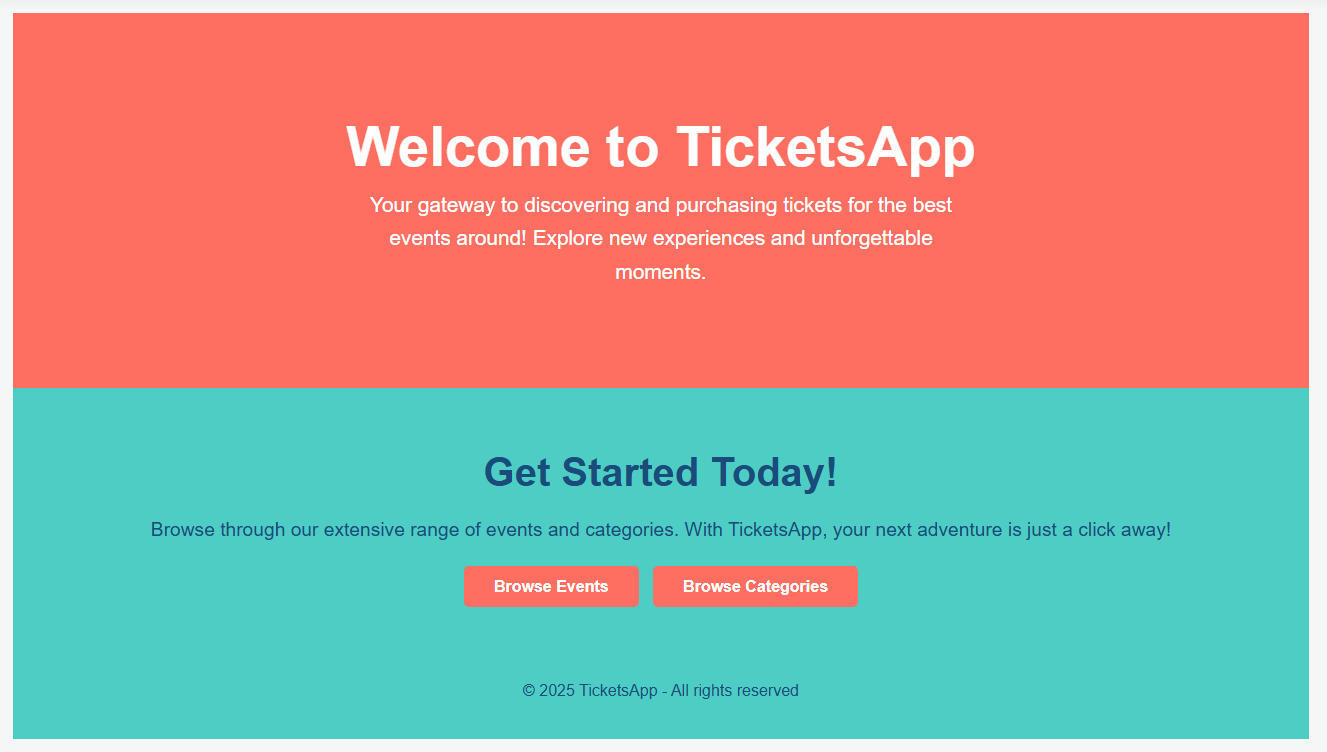 Welcome to TicketsApp
Your gateway to discovering and purchasing tickets for the best
events around! Explore new experiences and unforgettable
moments.
Get Started Today!
Browse through our extensive range of events and categories. With TicketsApp, your next adventure is just a click away!
Browse Events
Browse Categories
© 2025 TicketsApp - All rights reserved